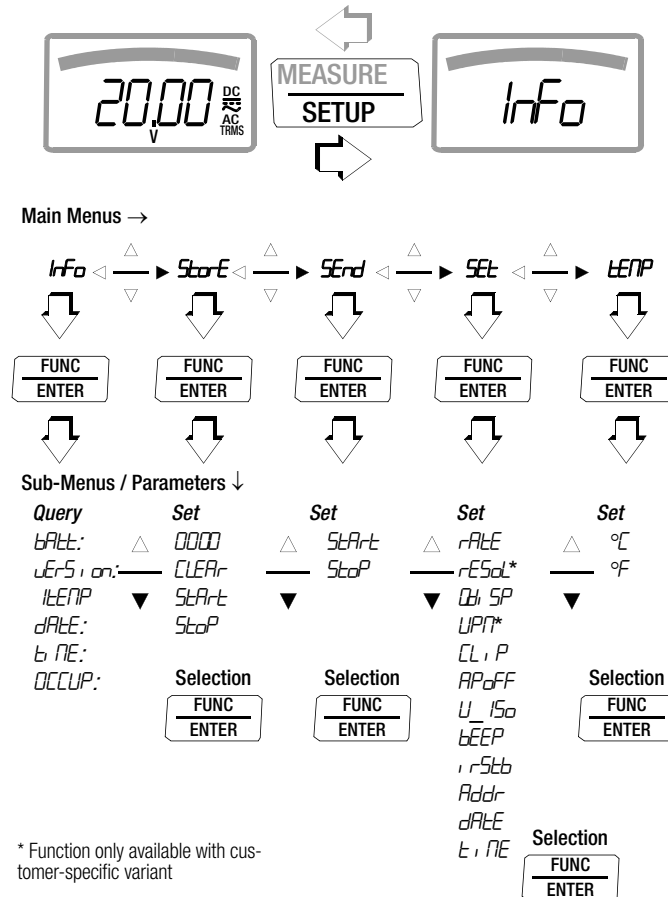 MEASURE
SETUP
20.00 V DC AC TRMS
InFo
Main Menus →
InFo StorE SEnd SEt tEMP
FUNC FUNC FUNC FUNC FUNC
ENTER ENTER ENTER ENTER ENTER
Sub-Menus / Parameters ↓
Query Set Set Set Set
bAtt: 0000 StArt rAtE °C
vErSion: CLEAr StoP rESoL* °F
ItEMP StArt 0diSP
dAtE: StoP UPM*
tiME: CLiP
OCCUP: APoFF
Selection Selection Selection
FUNC FUNC FUNC
ENTER ENTER ENTER
U_ISo
bEEP
irStb
Addr
dAtE
tiME
Selection
FUNC
ENTER
* Function only available with cus-
tomer-specific variant